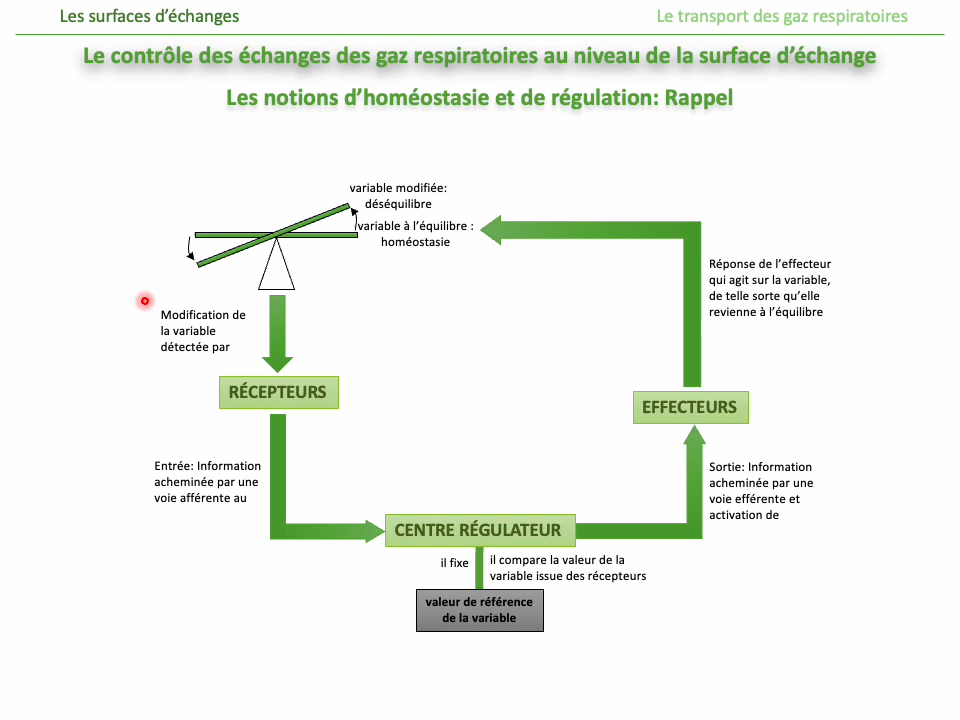 Les surfaces d’échanges
Le transport des gaz respiratoires
Le contrôle des échanges des gaz respiratoires au niveau de la surface d’échange
Les notions d’homéostasie et de régulation: Rappel
variable modifiée:
déséquilibre
variable à l’équilibre :
homéostasie
Réponse de l’effecteur
qui agit sur la variable,
de telle sorte qu’elle
revienne à l’équilibre
Modification de
la variable
détectée par
RÉCEPTEURS
EFFECTEURS
Entrée: Information
acheminée par une
voie afférente au
Sortie: Information
acheminée par une
voie efférente et
activation de
CENTRE RÉGULATEUR
il fixe
il compare la valeur de la
variable issue des récepteurs
valeur de référence
de la variable